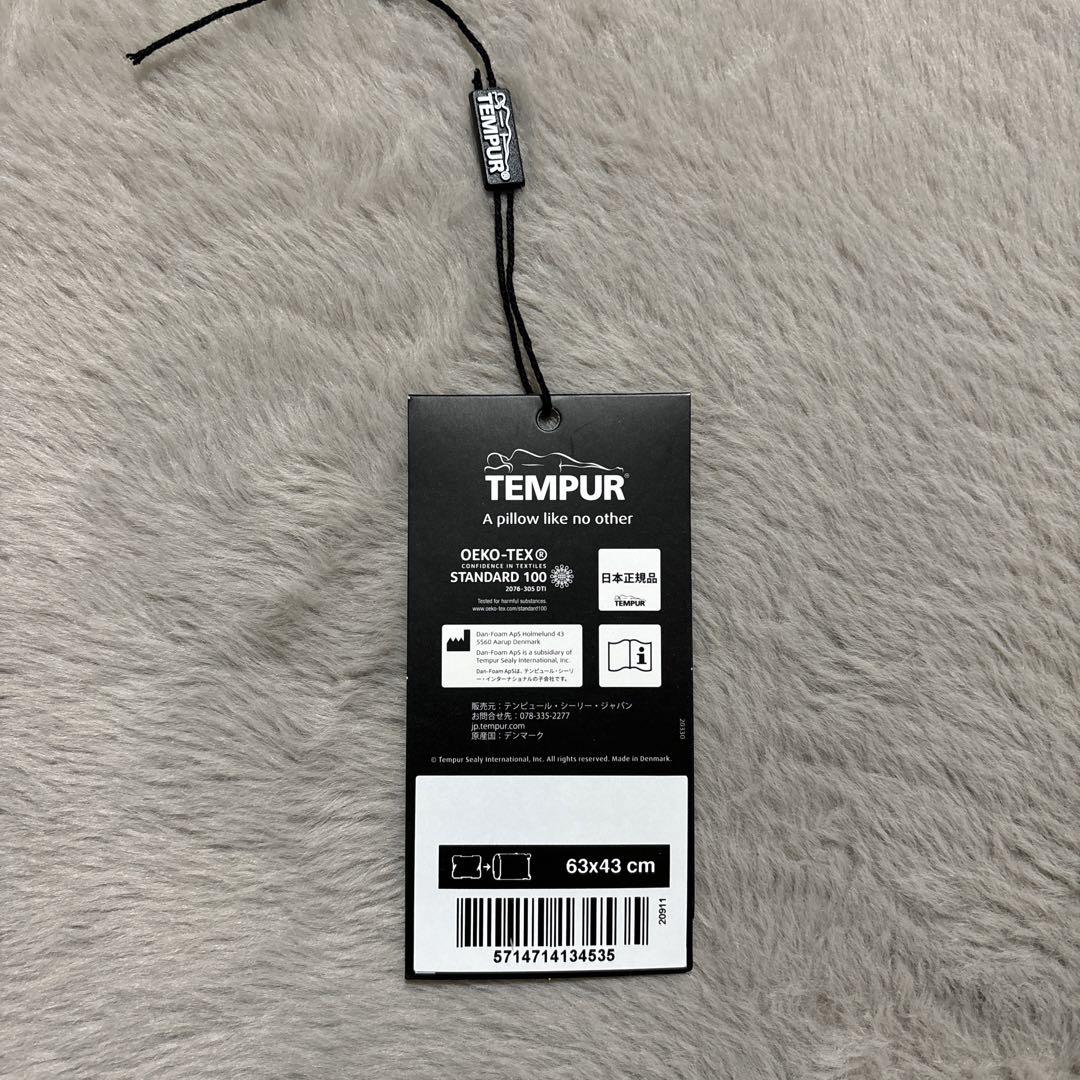 TEMPUR®
TEMPUR®
A pillow like no other
OEKO-TEX®
CONFIDENCE IN TEXTILES
STANDARD 100
2076-305 DTI
Tested for harmful substances.
www.oeko-tex.com/standard100
日本正規品
TEMPUR
Dan-Foam ApS Holmelund 43
5560 Aarup Denmark
Dan-Foam ApS is a subsidiary of
Tempur Sealy International, Inc.
Dan-Foam ApSは、テンピュール・シーリ
ー・インターナショナルの子会社です。
i
販売元:テンピュール・シーリー・ジャパン
お問合せ先:078-335-2277
jp.tempur.com
原産国:デンマーク
20330
© Tempur Sealy International, Inc. All rights reserved. Made in Denmark.
63x43 cm
20911
5714714134535